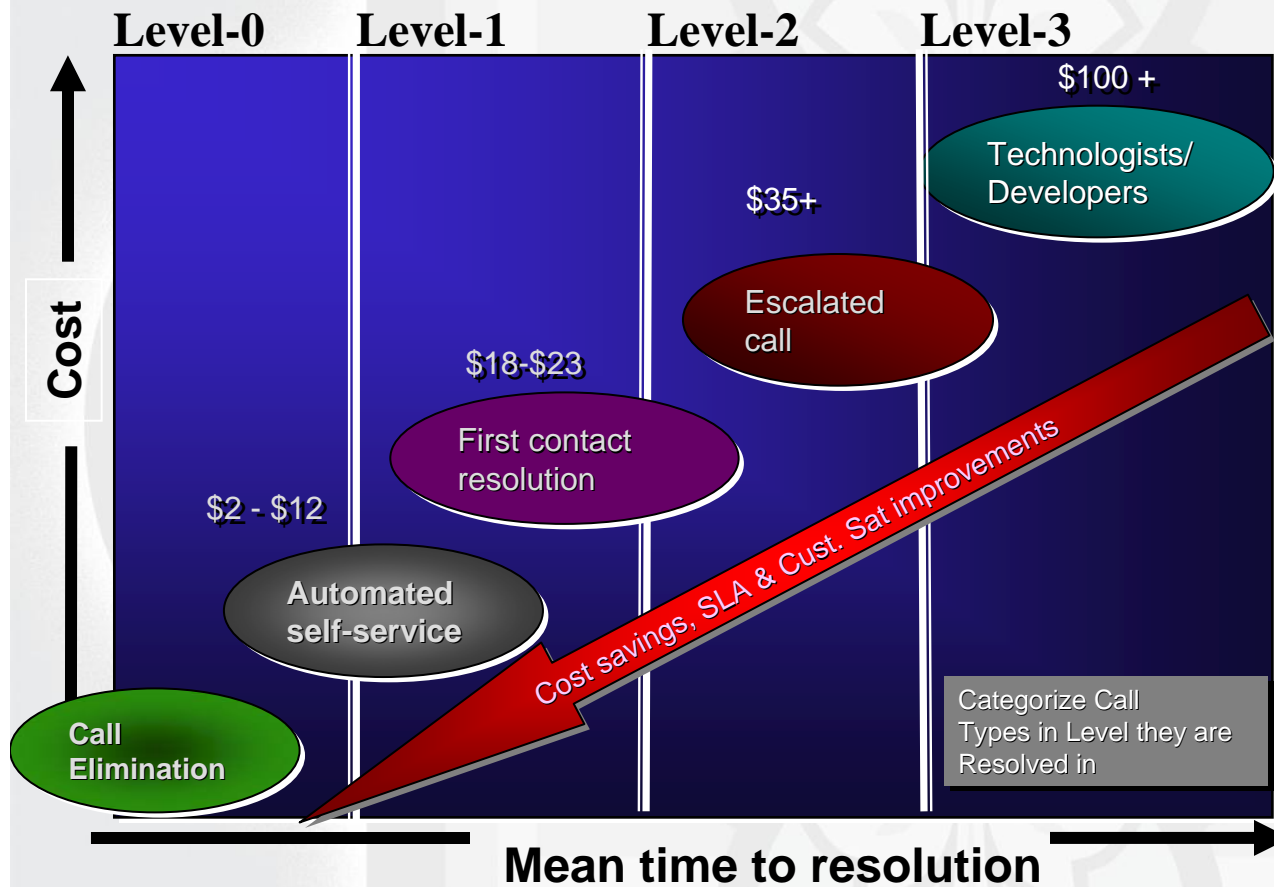 Level-0
Level-1
Level-2
Level-3
$100 +
Technologists/
Developers
$35+
Escalated
call
Cost
$18-$23
First contact
resolution
$2 - $12
Automated
self-service
Cost savings, SLA & Cust. Sat improvements
Call
Elimination
Categorize Call
Types in Level they are
Resolved in
Mean time to resolution